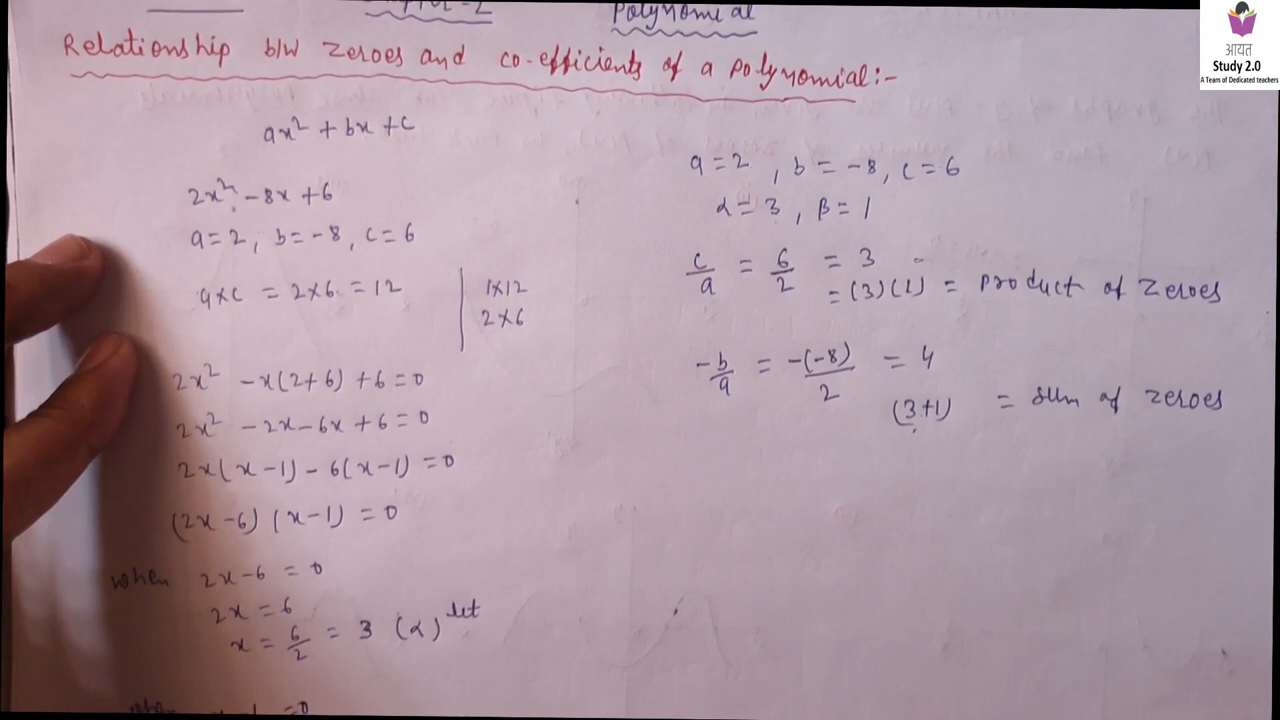 Polynomial
Relationship b/w zeroes and co-efficients of a polynomial:-
ax² + bx + c
2x² - 8x + 6
a = 2, b = -8, c = 6
a×c = 2×6 = 12
1×12
2×6
2x² - x(2+6) + 6 = 0
2x² - 2x - 6x + 6 = 0
2x(x-1) - 6(x-1) = 0
(2x-6) (x-1) = 0
when 2x-6 = 0
2x = 6
x = 6/2 = 3 (α) let
when
a = 2, b = -8, c = 6
α = 3, β = 1
c/a = 6/2 = 3
= (3)(1) = product of zeroes
-b/a = -(-8)/2 = 4
(3+1) = sum of zeroes
आयत
Study 2.0
A Team of Dedicated teachers